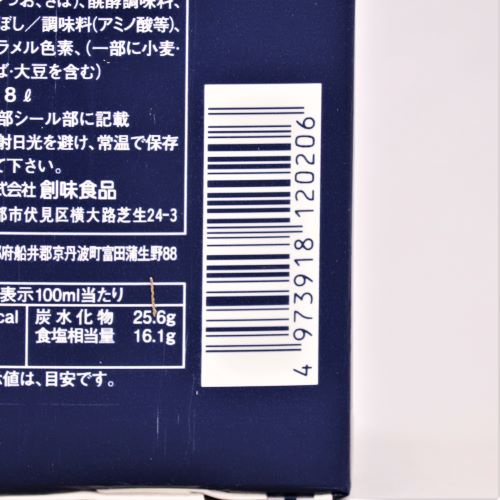 つお、さば)、醗酵調味料、
ぼし／調味料(アミノ酸等)、
ラメル色素、(一部に小麦・
ば・大豆を含む)
8ℓ
部シール部に記載
射日光を避け、常温で保存
て下さい。
式会社 創味食品
都市伏見区横大路芝生24-3
府船井郡京丹波町富田蒲生野88
表示100ml当たり
cal 炭水化物 25.6g
食塩相当量 16.1g
値は、目安です。
4 973918 120206